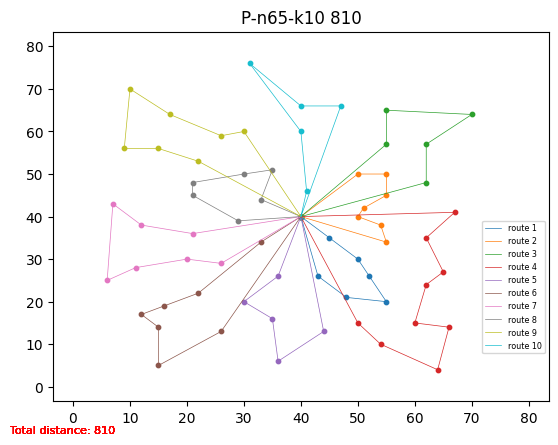 P-n65-k10 810
80
70
60
50
40
30
20
10
0
route 1
route 2
route 3
route 4
route 5
route 6
route 7
route 8
route 9
route 10
0 10 20 30 40 50 60 70 80
Total distance: 810